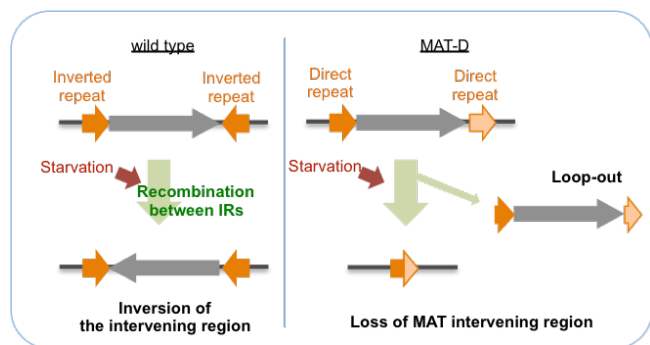 wild type
Inverted
repeat
Inverted
repeat
Starvation
Recombination
between IRs
Inversion of
the intervening region
MAT-D
Direct
repeat
Direct
repeat
Starvation
Loop-out
Loss of MAT intervening region